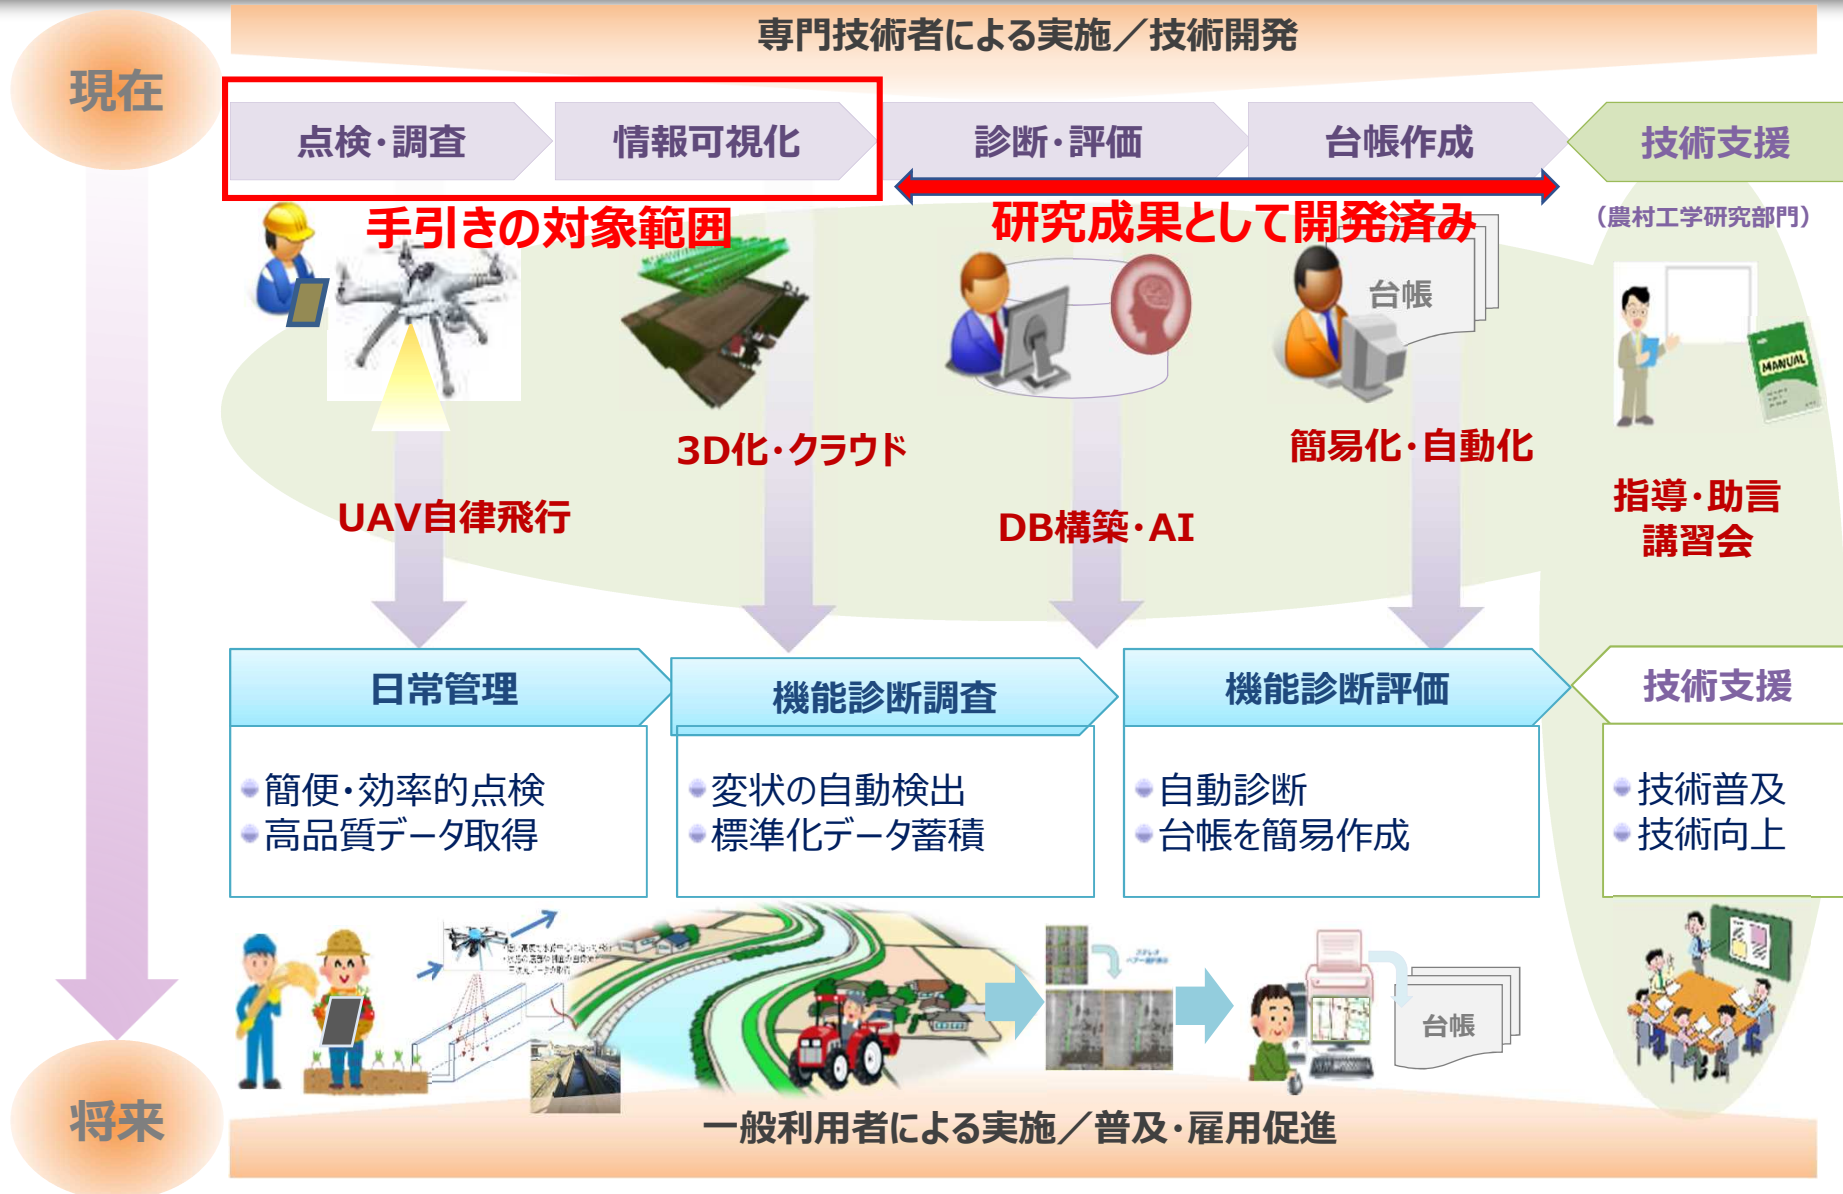 専門技術者による実施／技術開発
現在
点検・調査
情報可視化
診断・評価
台帳作成
技術支援
手引きの対象範囲
研究成果として開発済み
（農村工学研究部門）
台帳
MANUAL
3D化・クラウド
簡易化・自動化
UAV自律飛行
DB構築・AI
指導・助言
講習会
日常管理
機能診断調査
機能診断評価
技術支援
簡便・効率的点検
高品質データ取得
変状の自動検出
標準化データ蓄積
自動診断
台帳を簡易作成
技術普及
技術向上
台帳
将来
一般利用者による実施／普及・雇用促進